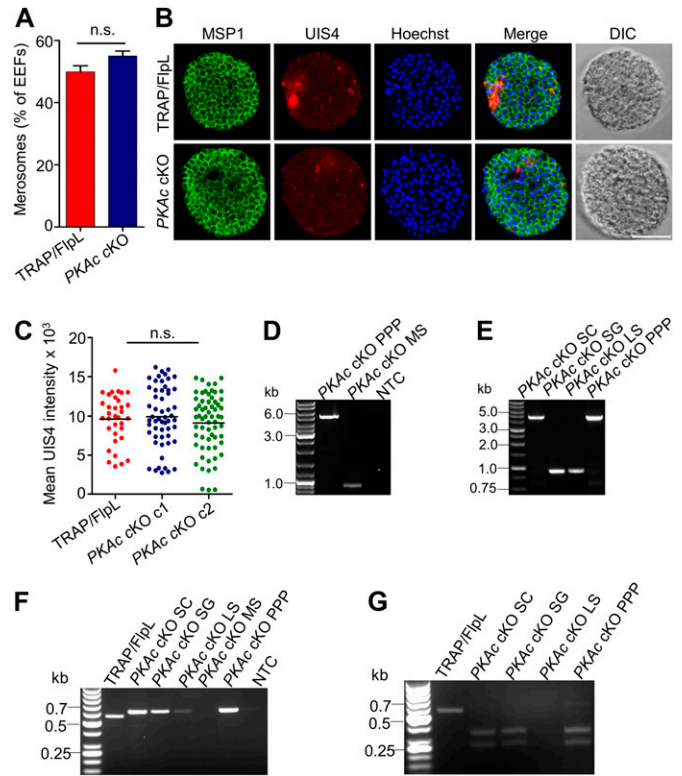 A
n.s.
Merosomes (% of EEFs)
60
40
20
0
TRAP/FlpL
PKAc cKO
B
MSP1 UIS4 Hoechst Merge DIC
TRAP/FlpL
PKAc cKO
C
n.s.
Mean UIS4 intensity x 10³
20
15
10
5
0
TRAP/FlpL
PKAc cKO c1
PKAc cKO c2
D
PKAc cKO PPP
PKAc cKO MS
NTC
kb
6.0
3.0
1.0
E
PKAc cKO SC
PKAc cKO SG
PKAc cKO LS
PKAc cKO PPP
kb
5.0
3.0
2.0
1.0
0.75
F
TRAP/FlpL
PKAc cKO SC
PKAc cKO SG
PKAc cKO LS
PKAc cKO MS
PKAc cKO PPP
NTC
kb
0.7
0.5
0.25
G
TRAP/FlpL
PKAc cKO SC
PKAc cKO SG
PKAc cKO LS
PKAc cKO PPP
kb
0.7
0.5
0.25